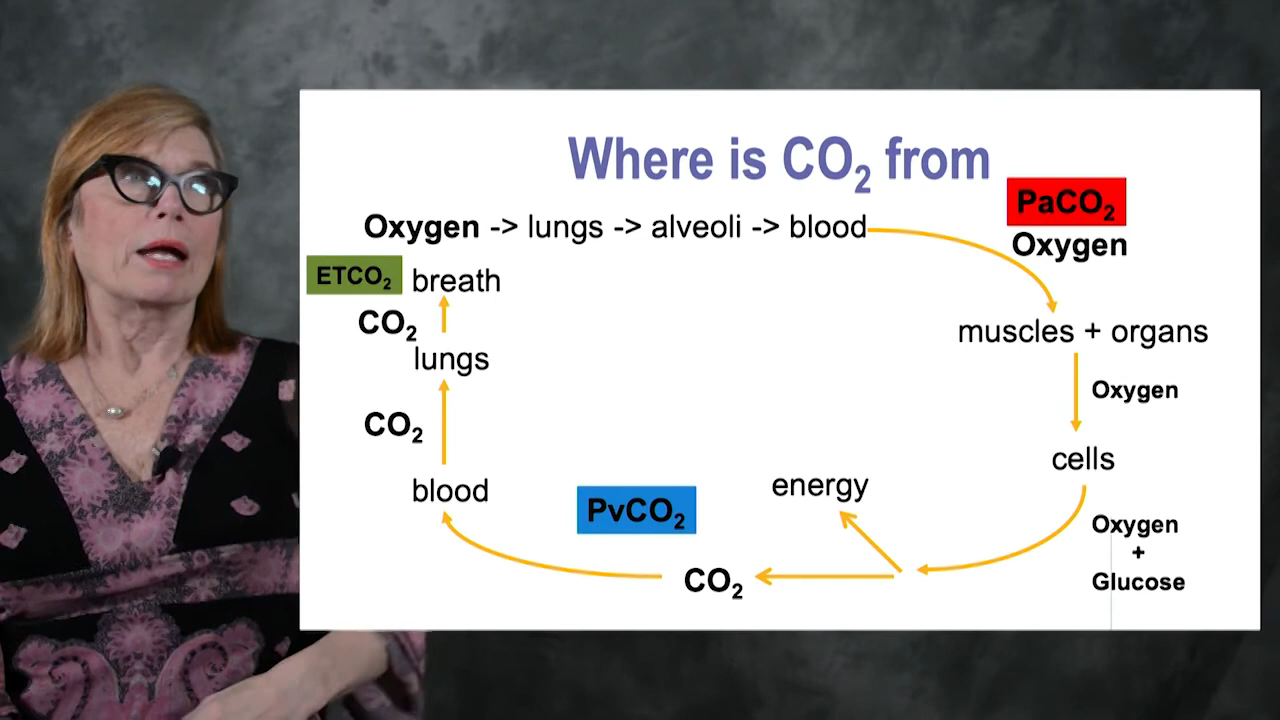 Where is CO₂ from
PaCO₂
Oxygen -> lungs -> alveoli -> blood
Oxygen
ETCO₂ breath
CO₂
lungs
muscles + organs
Oxygen
CO₂
cells
blood
energy
PvCO₂
Oxygen
+
Glucose
CO₂